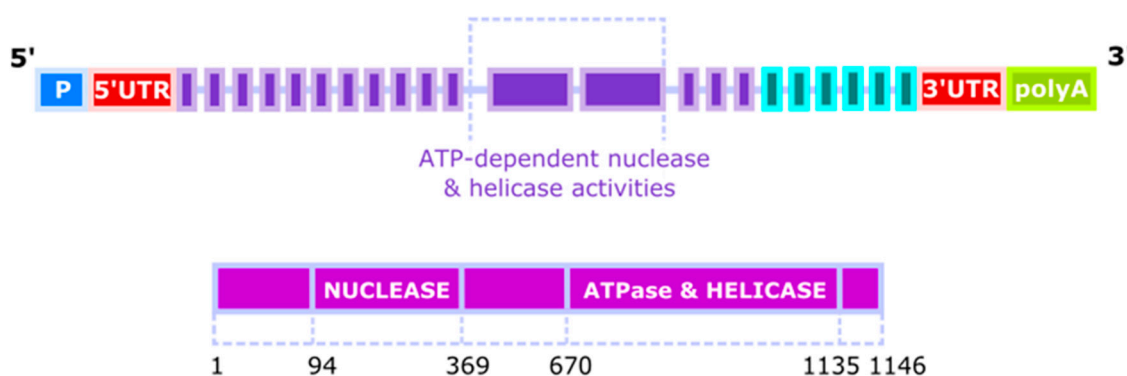 5' 3'
P 5'UTR 3'UTR polyA
ATP-dependent nuclease
& helicase activities
NUCLEASE ATPase & HELICASE
1 94 369 670 1135 1146